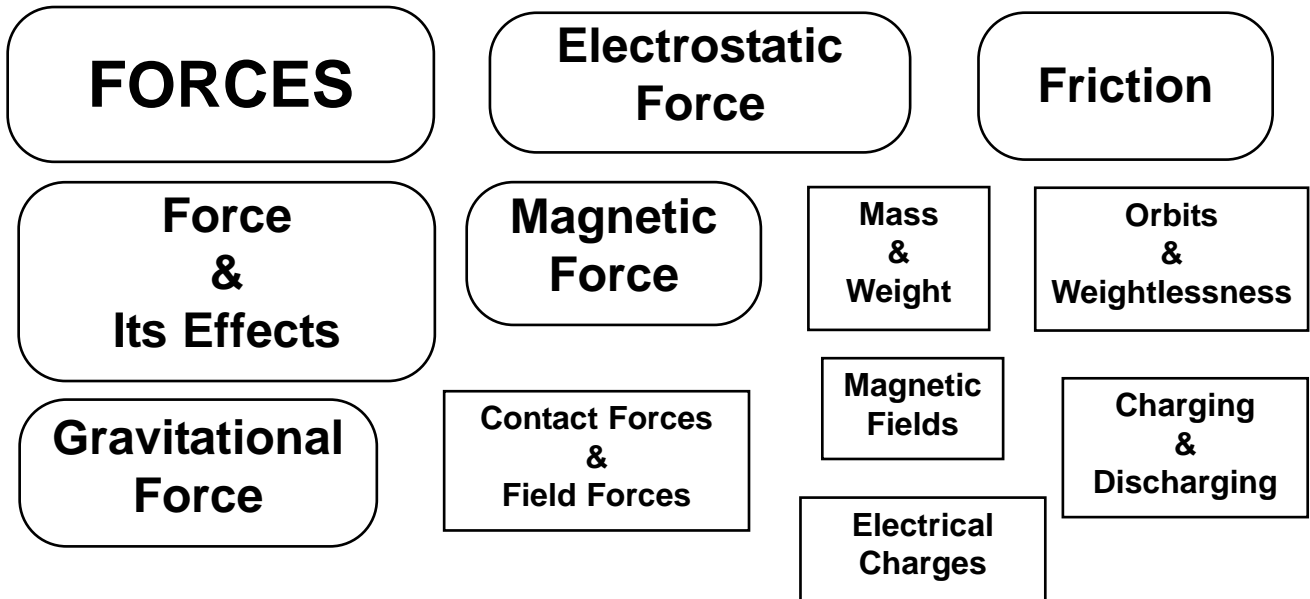 FORCES
Electrostatic
Force
Friction
Force
&
Its Effects
Magnetic
Force
Mass
&
Weight
Orbits
&
Weightlessness
Gravitational
Force
Contact Forces
&
Field Forces
Magnetic
Fields
Charging
&
Discharging
Electrical
Charges